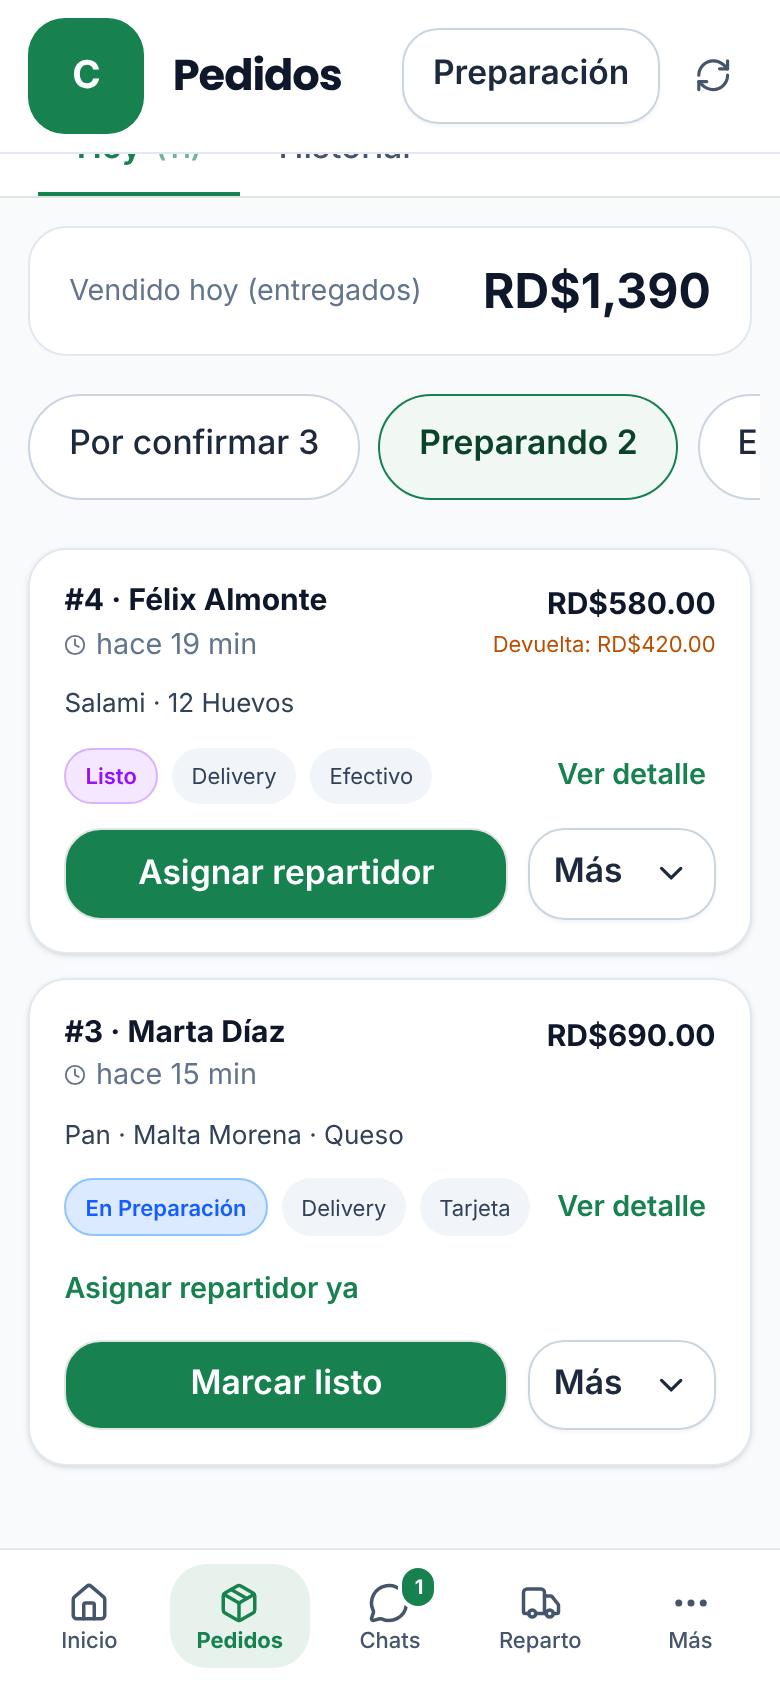 C
Pedidos
Preparación
Hoy (11)
Historial
Vendido hoy (entregados)
RD$1,390
Por confirmar 3
Preparando 2
E
#4 · Félix Almonte
RD$580.00
hace 19 min
Devuelta: RD$420.00
Salami · 12 Huevos
Listo
Delivery
Efectivo
Ver detalle
Asignar repartidor
Más
#3 · Marta Díaz
RD$690.00
hace 15 min
Pan · Malta Morena · Queso
En Preparación
Delivery
Tarjeta
Ver detalle
Asignar repartidor ya
Marcar listo
Más
1
Inicio
Pedidos
Chats
Reparto
Más